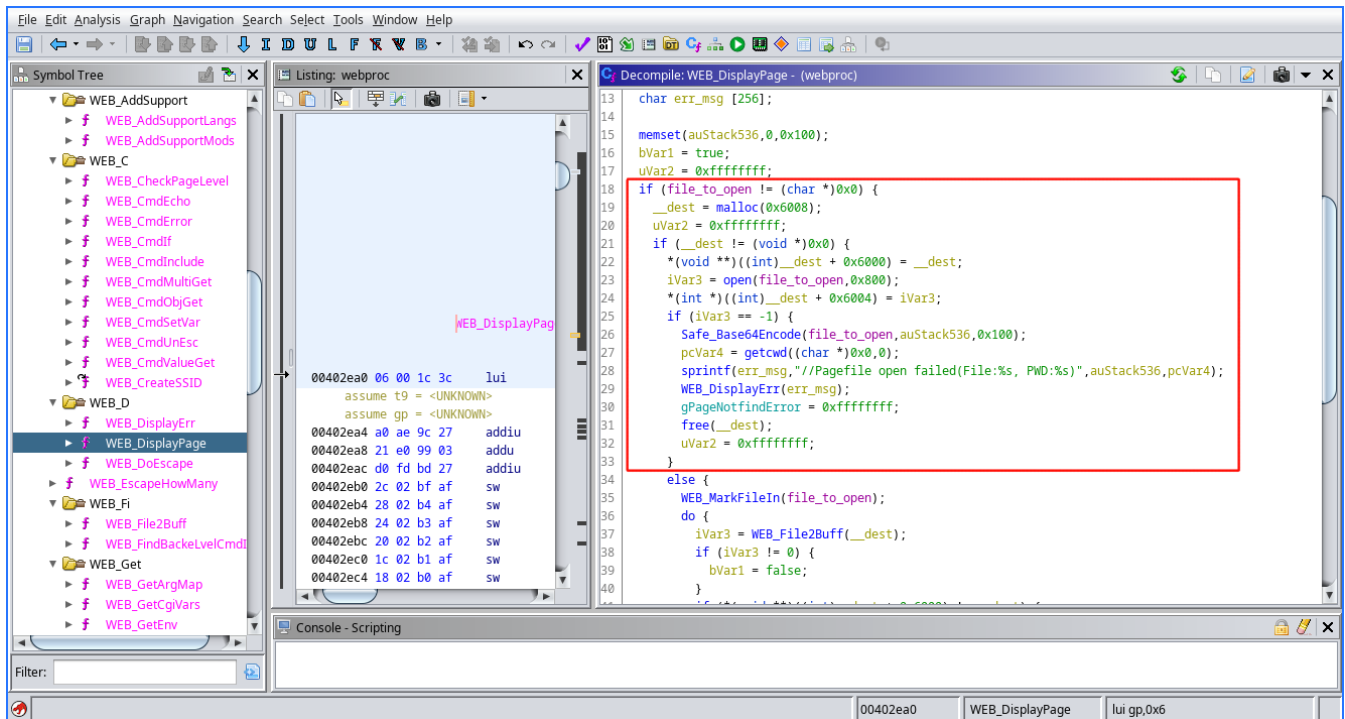 File Edit Analysis Graph Navigation Search Select Tools Window Help
I D U L F R V B
Symbol Tree
WEB_AddSupport
f WEB_AddSupportLangs
f WEB_AddSupportMods
WEB_C
f WEB_CheckPageLevel
f WEB_CmdEcho
f WEB_CmdError
f WEB_CmdIf
f WEB_CmdInclude
f WEB_CmdMultiGet
f WEB_CmdObjGet
f WEB_CmdSetVar
f WEB_CmdUnEsc
f WEB_CmdValueGet
f WEB_CreateSSID
WEB_D
f WEB_DisplayErr
f WEB_DisplayPage
f WEB_DoEscape
f WEB_EscapeHowMany
WEB_Fi
f WEB_File2Buff
f WEB_FindBackeLvelCmdI
WEB_Get
f WEB_GetArgMap
f WEB_GetCgiVars
f WEB_GetEnv
Filter:
Listing: webproc
WEB_DisplayPag
00402ea0 06 00 1c 3c lui
assume t9 = <UNKNOWN>
assume gp = <UNKNOWN>
00402ea4 a0 ae 9c 27 addiu
00402ea8 21 e0 99 03 addu
00402eac d0 fd bd 27 addiu
00402eb0 2c 02 bf af sw
00402eb4 28 02 b4 af sw
00402eb8 24 02 b3 af sw
00402ebc 20 02 b2 af sw
00402ec0 1c 02 b1 af sw
00402ec4 18 02 b0 af sw
Decompile: WEB_DisplayPage - (webproc)
13 char err_msg [256];
14
15 memset(auStack536,0,0x100);
16 bVar1 = true;
17 uVar2 = 0xffffffff;
18 if (file_to_open != (char *)0x0) {
19 __dest = malloc(0x6008);
20 uVar2 = 0xffffffff;
21 if (__dest != (void *)0x0) {
22 *(void **)((int)__dest + 0x6000) = __dest;
23 iVar3 = open(file_to_open,0x800);
24 *(int *)((int)__dest + 0x6004) = iVar3;
25 if (iVar3 == -1) {
26 Safe_Base64Encode(file_to_open,auStack536,0x100);
27 pcVar4 = getcwd((char *)0x0,0);
28 sprintf(err_msg,"//Pagefile open failed(File:%s, PWD:%s)",auStack536,pcVar4);
29 WEB_DisplayErr(err_msg);
30 gPageNotfindError = 0xffffffff;
31 free(__dest);
32 uVar2 = 0xffffffff;
33 }
34 else {
35 WEB_MarkFileIn(file_to_open);
36 do {
37 iVar3 = WEB_File2Buff(__dest);
38 if (iVar3 != 0) {
39 bVar1 = false;
40 }
Console - Scripting
00402ea0
WEB_DisplayPage
lui gp,0x6